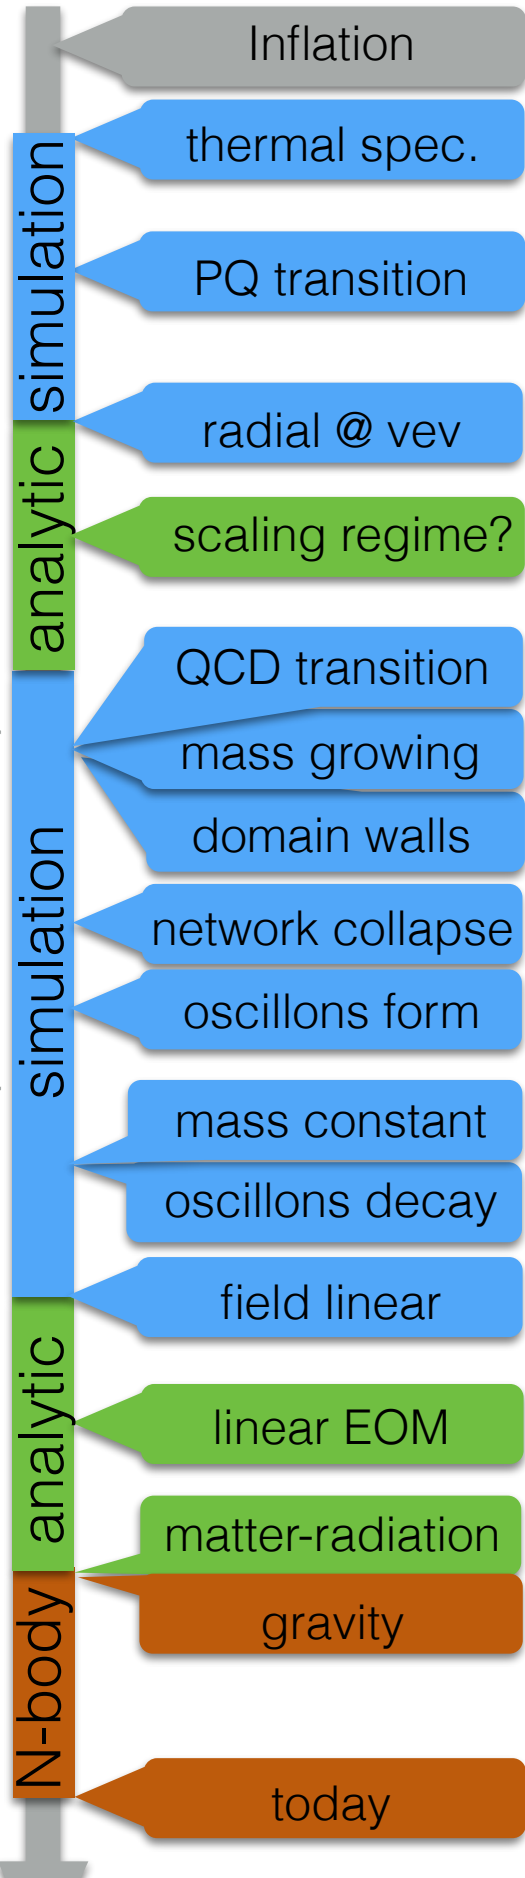 Inflation
thermal spec.
simulation
PQ transition
radial @ vev
analytic
scaling regime?
QCD transition
mass growing
domain walls
simulation
network collapse
oscillons form
mass constant
oscillons decay
field linear
analytic
linear EOM
matter-radiation
N-body
gravity
today